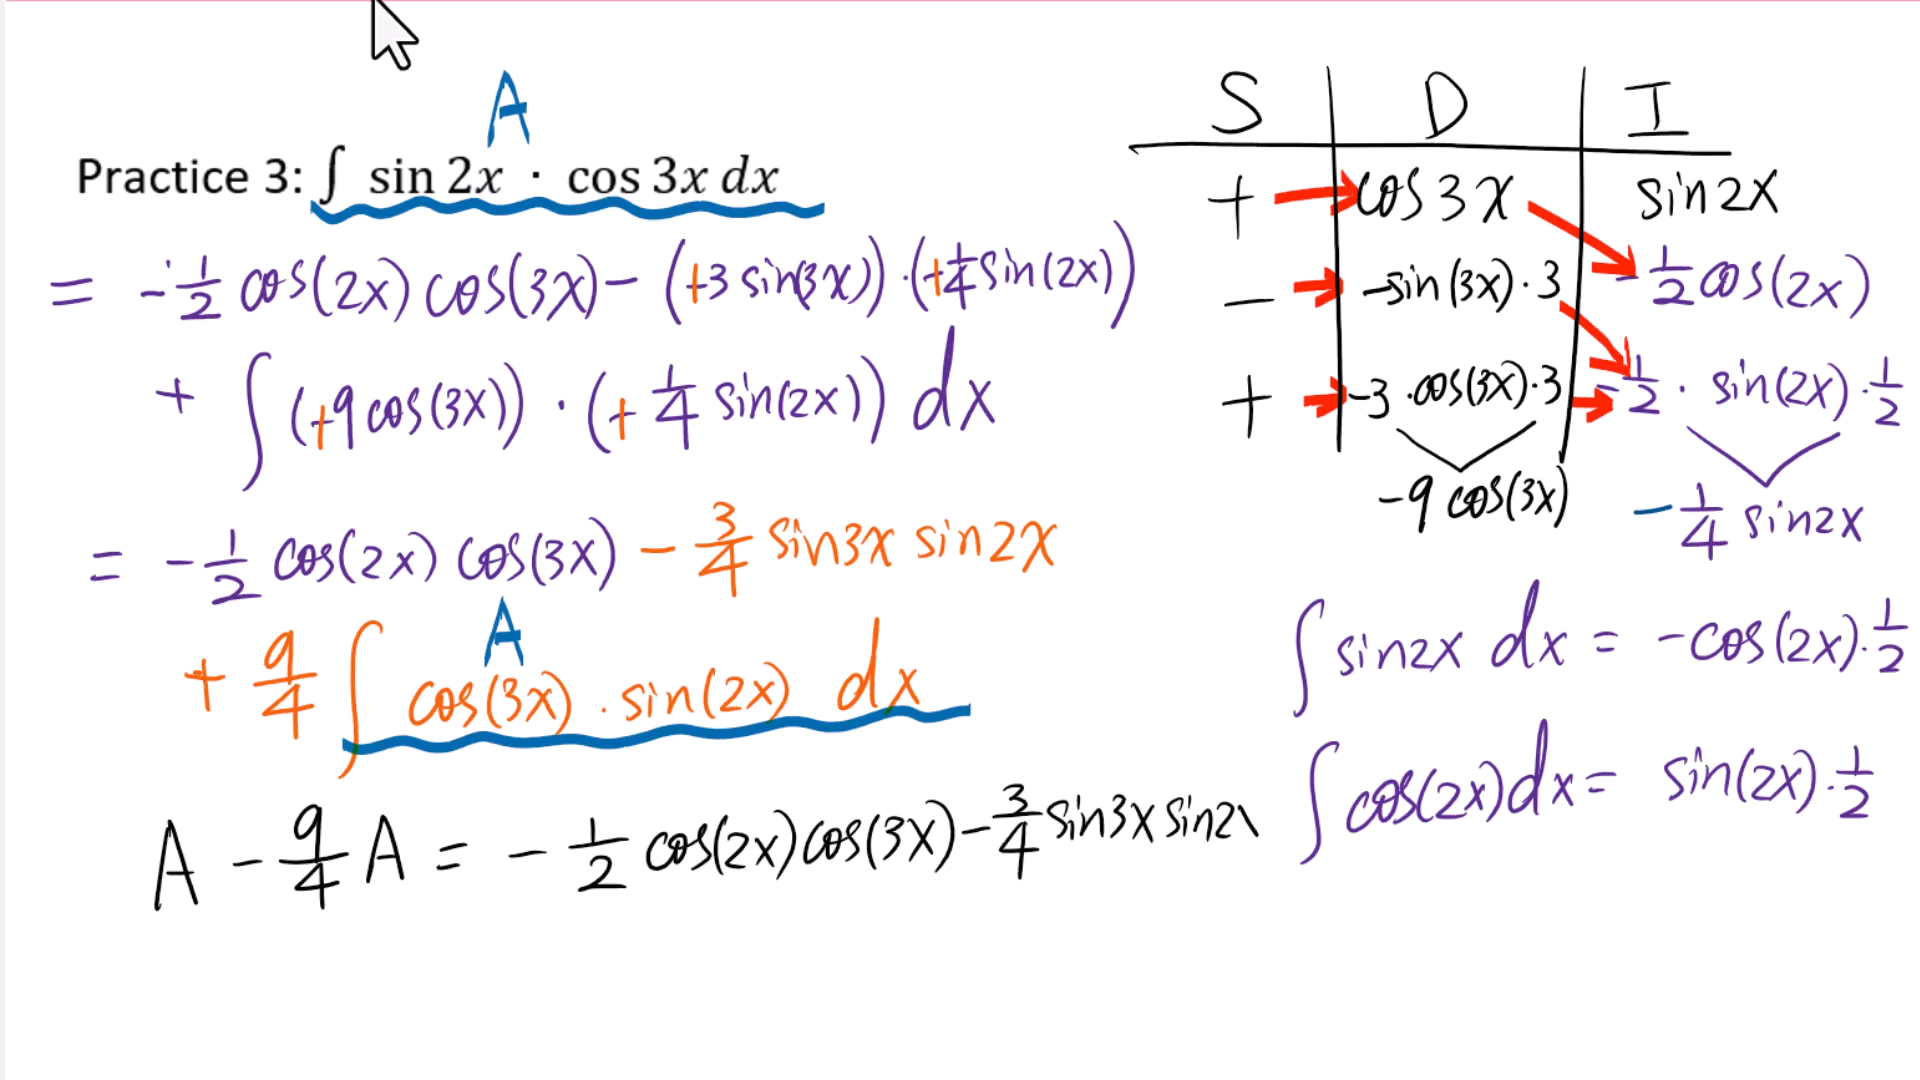 A
Practice 3: ∫ sin 2x · cos 3x dx
= -1/2 cos(2x) cos(3x) - (+3 sin(3x)) · (+1/4 sin(2x))
+ ∫ (+9 cos(3x)) · (+ 1/4 sin(2x)) dx
= -1/2 cos(2x) cos(3x) - 3/4 sin3x sin2x
A
+ 9/4 ∫ cos(3x) · sin(2x) dx
A - 9/4 A = - 1/2 cos(2x) cos(3x) - 3/4 sin3x sin2x
S D I
+ cos3x sin2x
- -sin(3x)·3 -1/2 cos(2x)
+ -3·cos(3x)·3 -1/2 · sin(2x)·1/2
-9 cos(3x) -1/4 sin2x
∫ sin2x dx = -cos(2x)·1/2
∫ cos(2x)dx = sin(2x)·1/2